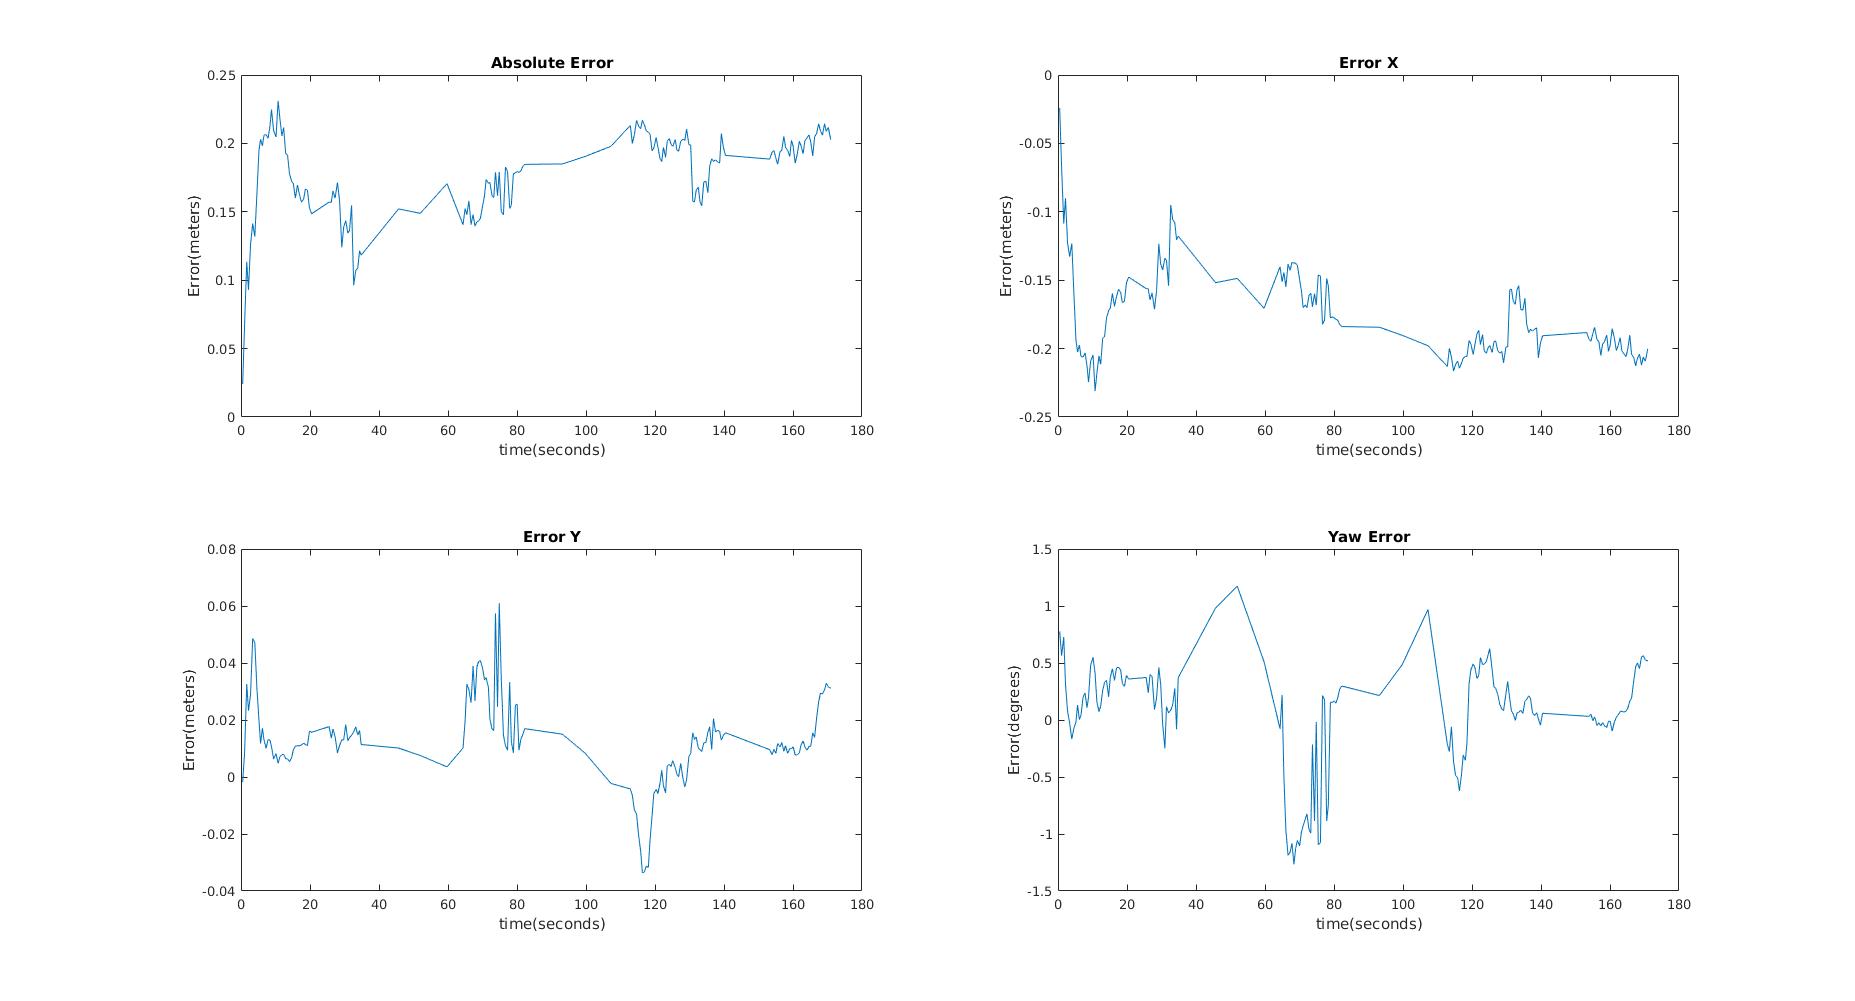 Absolute Error
0.25
0.2
0.15
0.1
0.05
0
Error(meters)
0 20 40 60 80 100 120 140 160 180
time(seconds)
Error X
0
-0.05
-0.1
-0.15
-0.2
-0.25
Error(meters)
0 20 40 60 80 100 120 140 160 180
time(seconds)
Error Y
0.08
0.06
0.04
0.02
0
-0.02
-0.04
Error(meters)
0 20 40 60 80 100 120 140 160 180
time(seconds)
Yaw Error
1.5
1
0.5
0
-0.5
-1
-1.5
Error(degrees)
0 20 40 60 80 100 120 140 160 180
time(seconds)